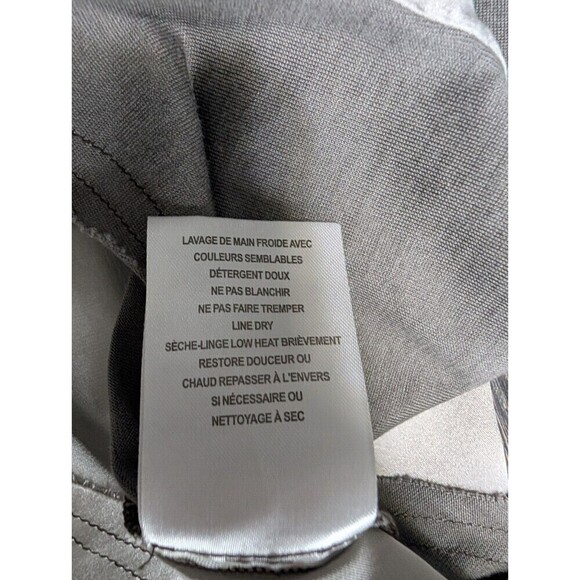 LAVAGE DE MAIN FROIDE AVEC
COULEURS SEMBLABLES
DÉTERGENT DOUX
NE PAS BLANCHIR
NE PAS FAIRE TREMPER
LINE DRY
SÈCHE-LINGE LOW HEAT BRIÈVEMENT
RESTORE DOUCEUR OU
CHAUD REPASSER À L'ENVERS
SI NÉCESSAIRE OU
NETTOYAGE À SEC